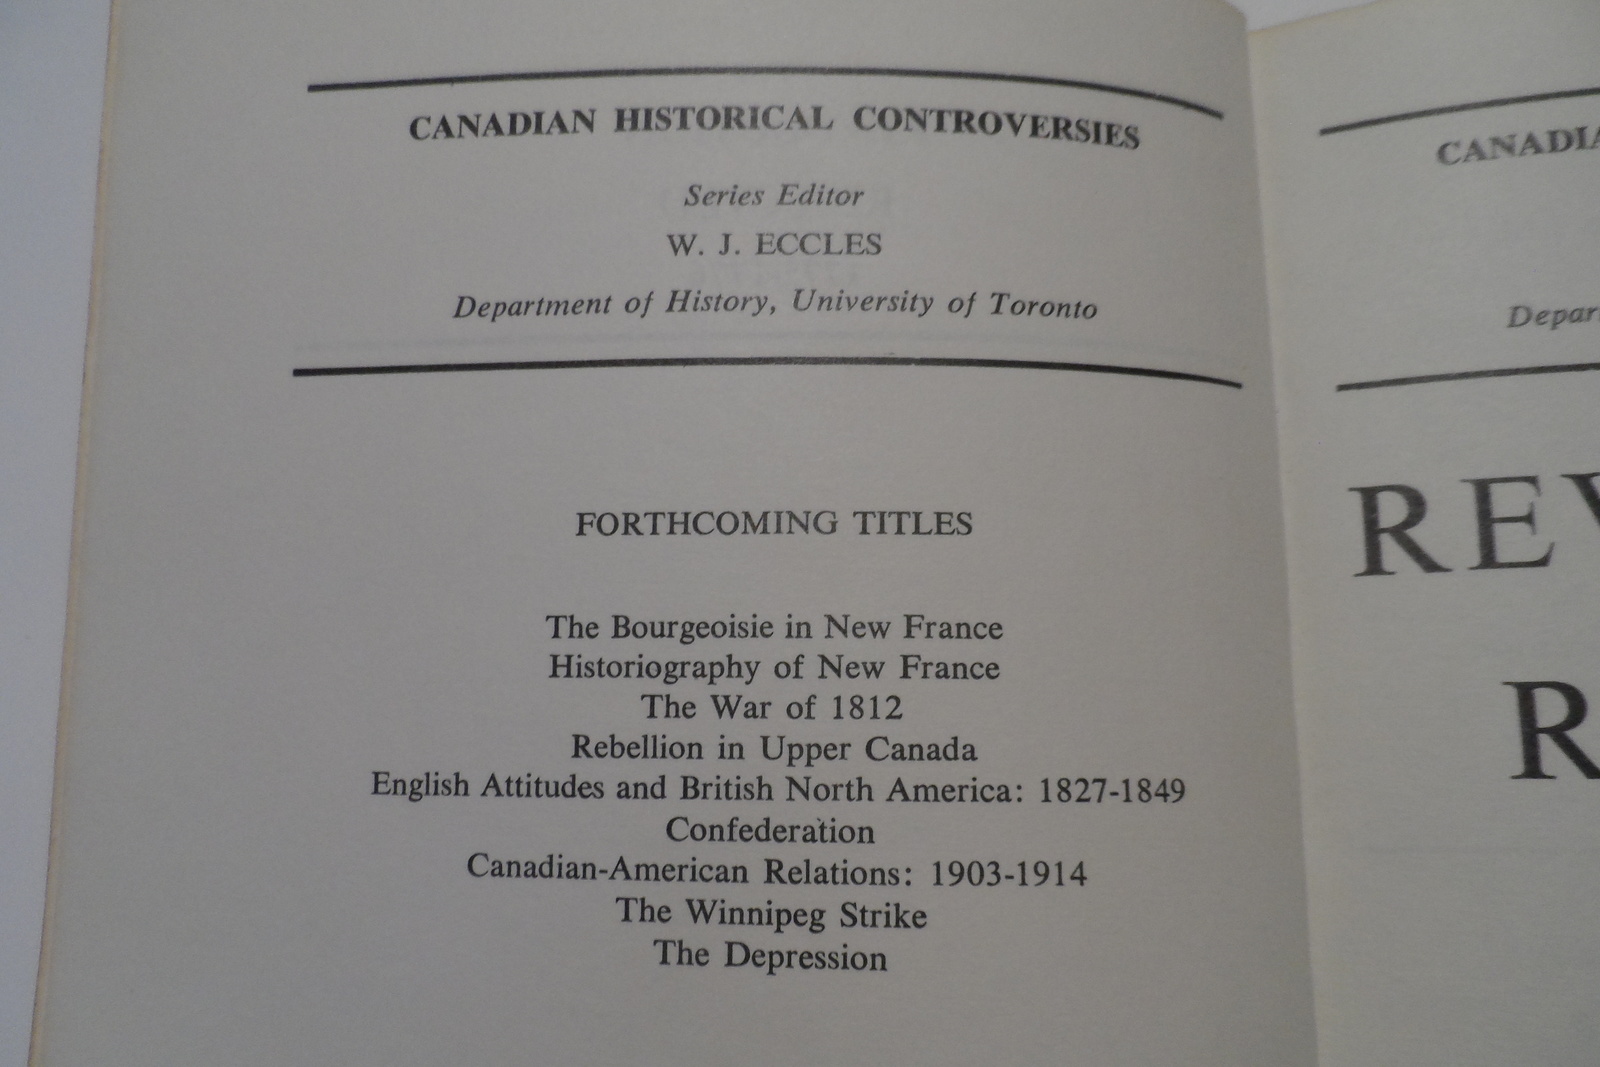 CANADIAN HISTORICAL CONTROVERSIES
Series Editor
W. J. ECCLES
Department of History, University of Toronto
FORTHCOMING TITLES
The Bourgeoisie in New France
Historiography of New France
The War of 1812
Rebellion in Upper Canada
English Attitudes and British North America: 1827-1849
Confederation
Canadian-American Relations: 1903-1914
The Winnipeg Strike
The Depression